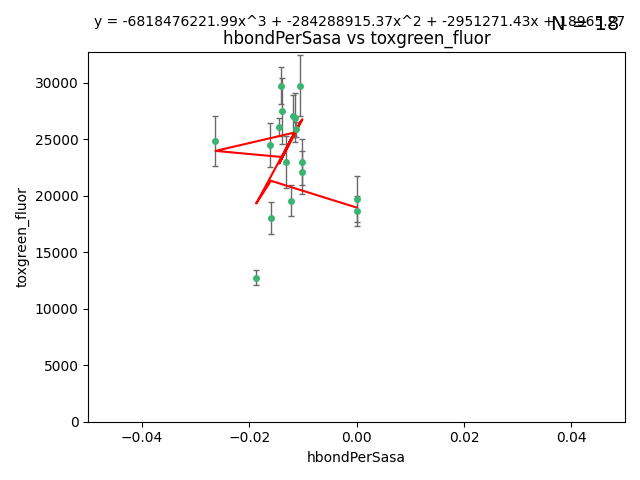 y = -6818476221.99x^3 + -284288915.37x^2 + -2951271.43x + 18965.27
N = 18
hbondPerSasa vs toxgreen_fluor
toxgreen_fluor
30000
25000
20000
15000
10000
5000
0
−0.04
−0.02
0.00
0.02
0.04
hbondPerSasa